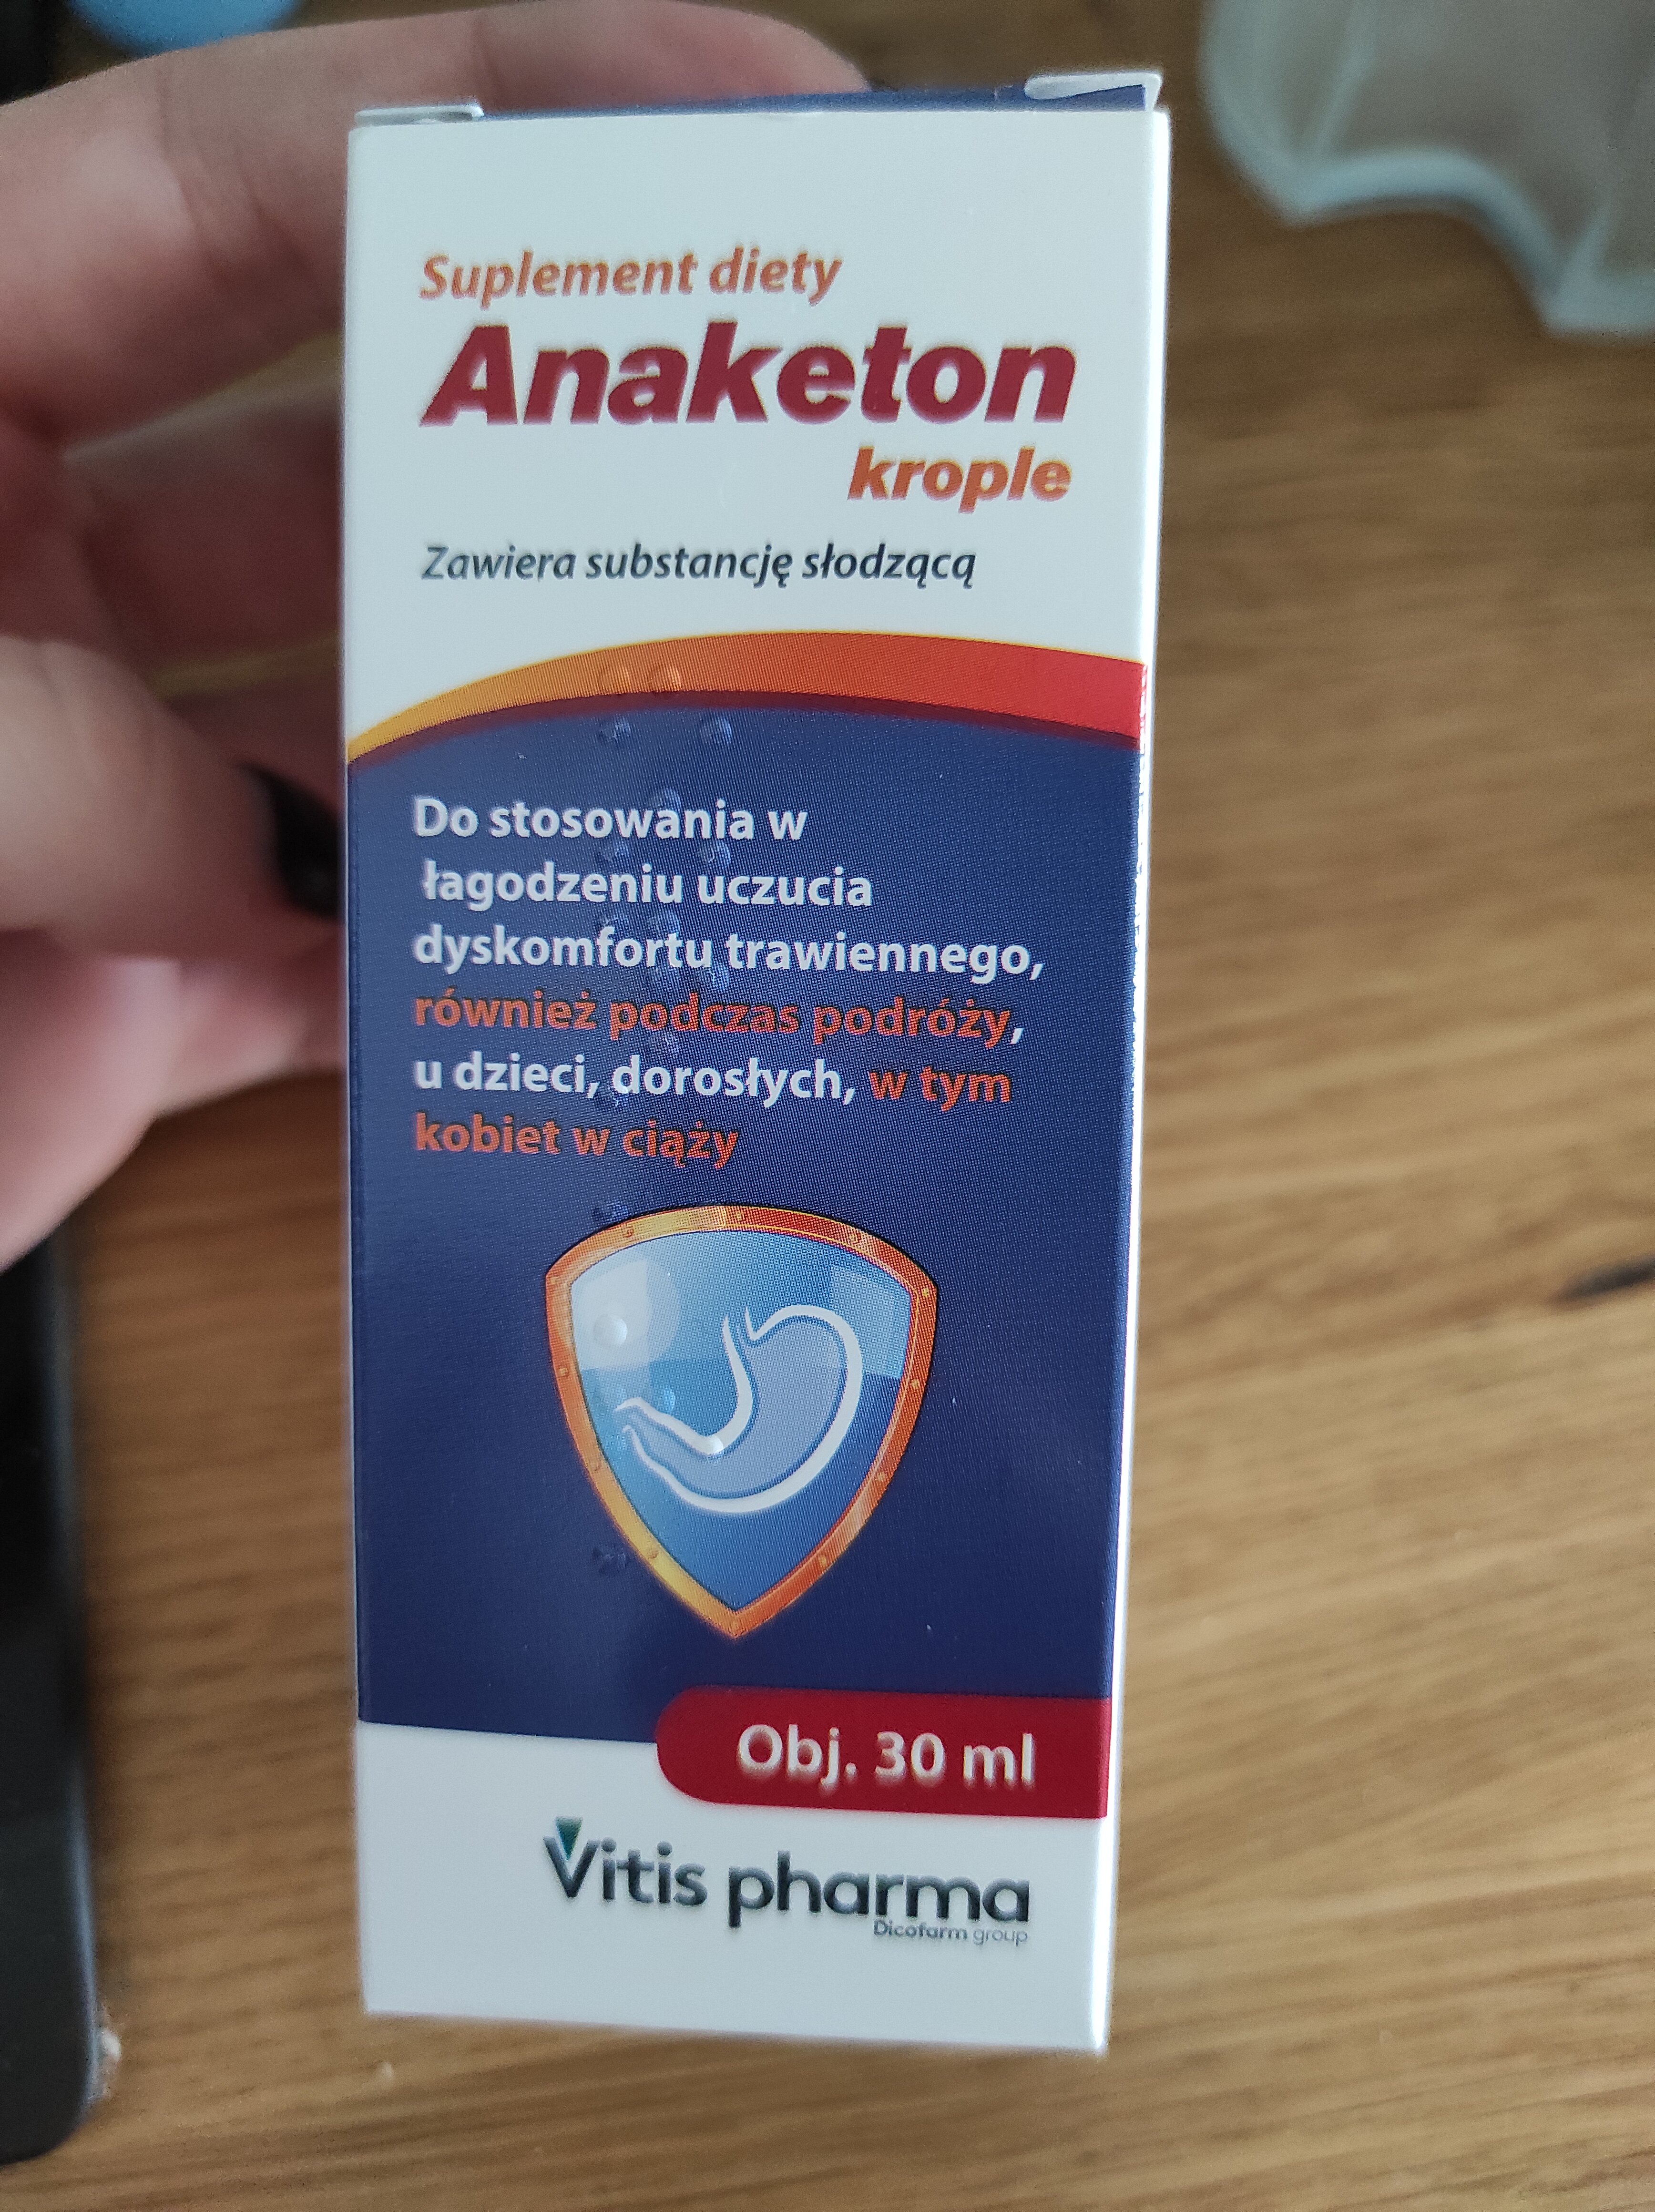 Suplement diety
Anaketon
krople
Zawiera substancję słodzącą
Do stosowania w
łagodzeniu uczucia
dyskomfortu trawiennego,
również podczas podróży,
u dzieci, dorosłych, w tym
kobiet w ciąży
Obj. 30 ml
Vitis pharma
Dicofarm group